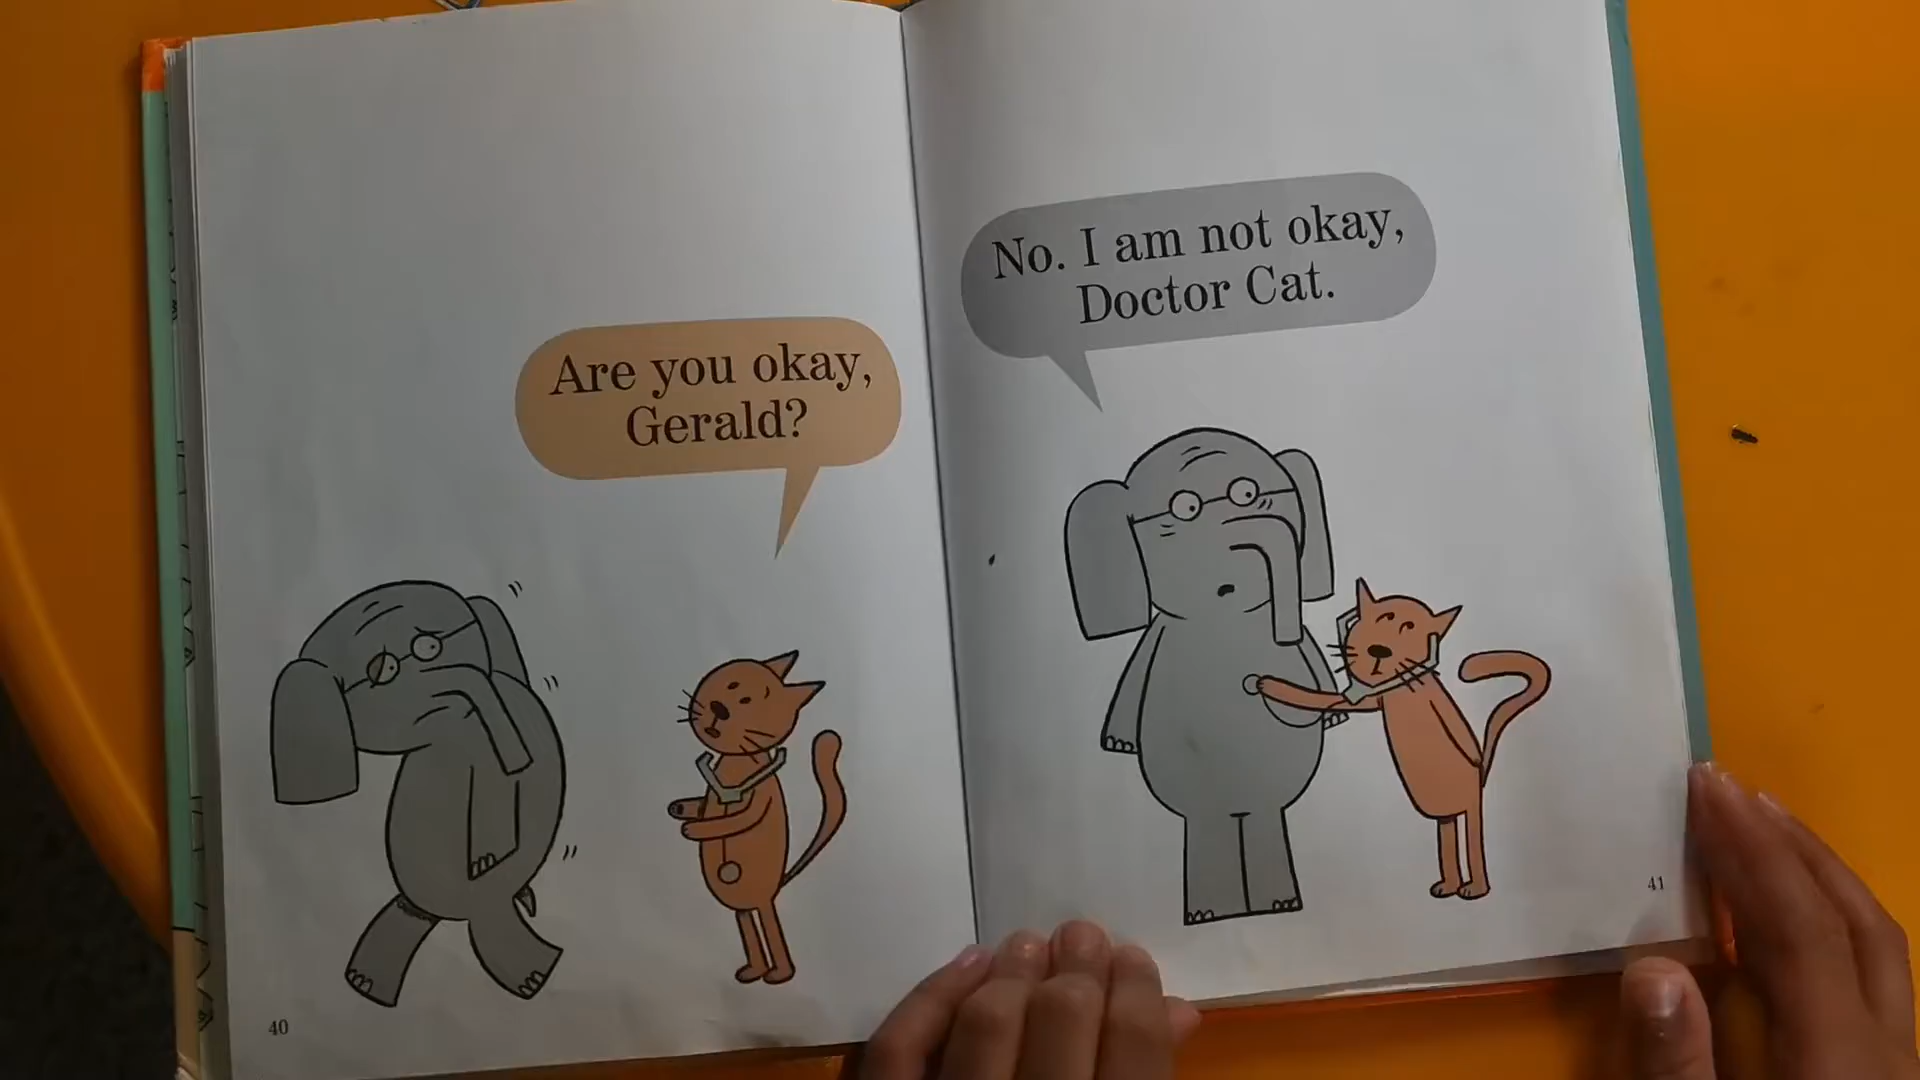 Are you okay,
Gerald?
40
No. I am not okay,
Doctor Cat.
41